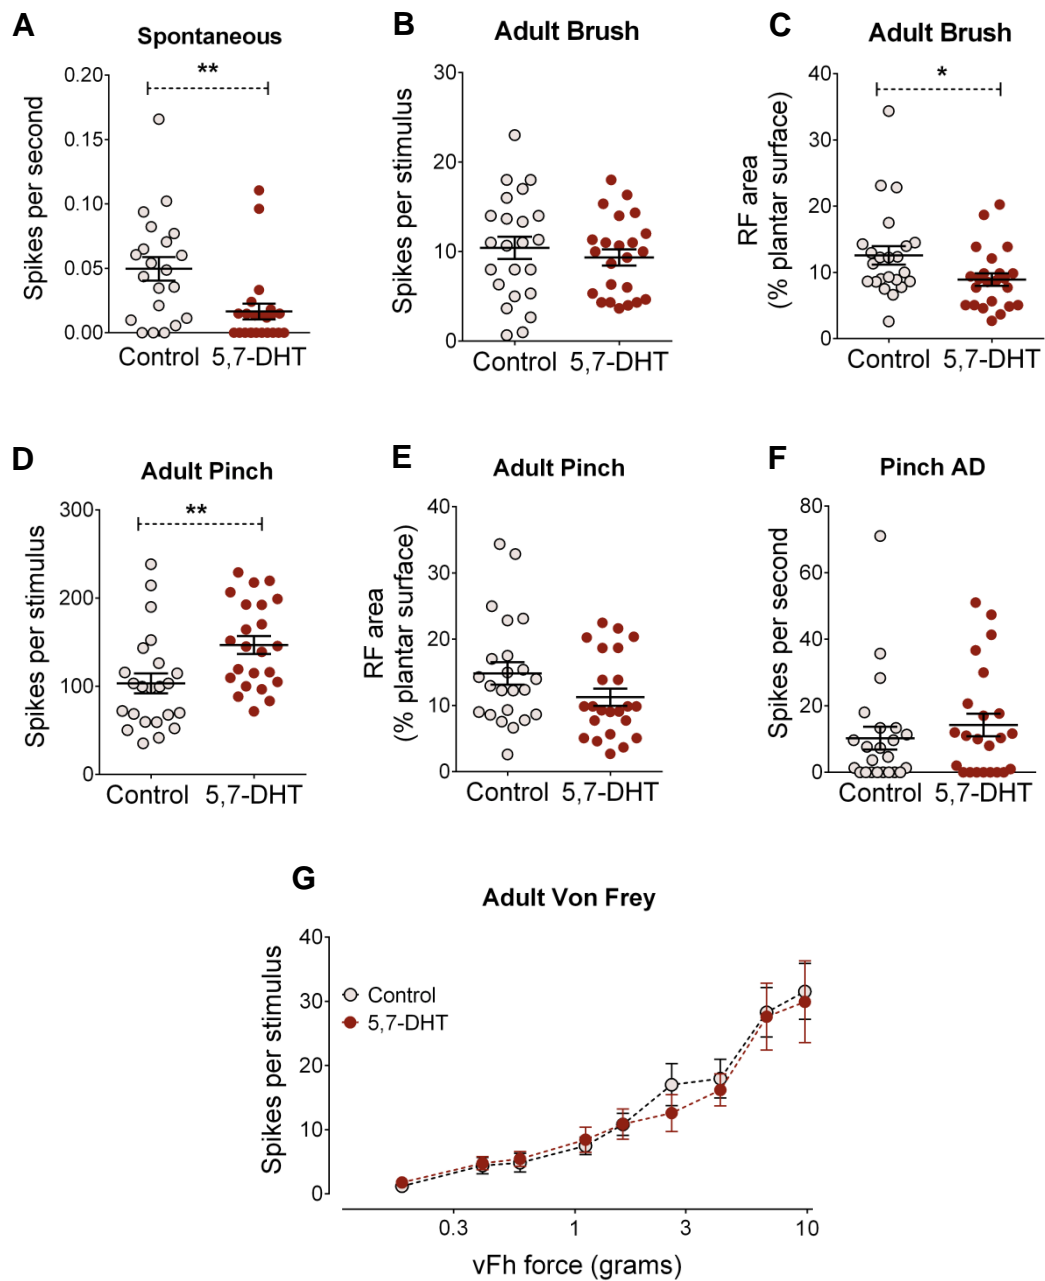 A
Spontaneous
**
Spikes per second
0.20
0.15
0.10
0.05
0.00
Control 5,7-DHT
B
Adult Brush
Spikes per stimulus
30
20
10
0
Control 5,7-DHT
C
Adult Brush
*
RF area
(% plantar surface)
40
30
20
10
0
Control 5,7-DHT
D
Adult Pinch
**
Spikes per stimulus
300
200
100
0
Control 5,7-DHT
E
Adult Pinch
RF area
(% plantar surface)
40
30
20
10
0
Control 5,7-DHT
F
Pinch AD
Spikes per second
80
60
40
20
0
Control 5,7-DHT
G
Adult Von Frey
Spikes per stimulus
40
30
20
10
0
Control
5,7-DHT
0.3 1 3 10
vFh force (grams)